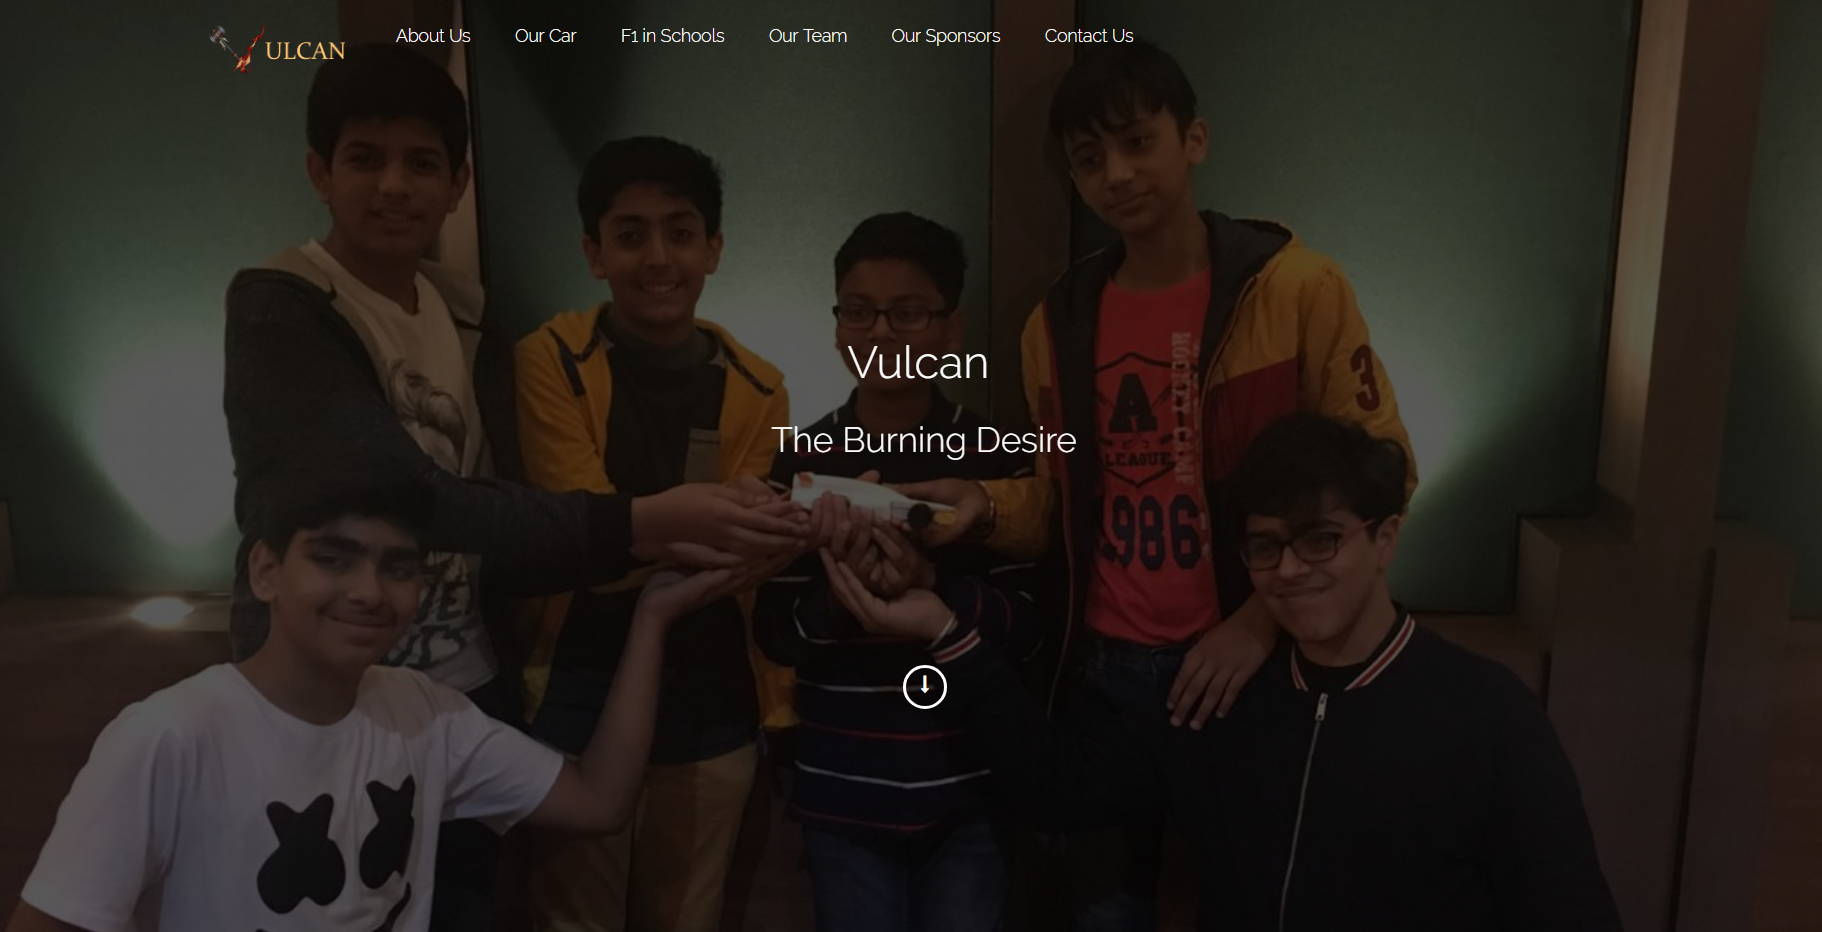 VULCAN
About Us
Our Car
F1 in Schools
Our Team
Our Sponsors
Contact Us
Vulcan
The Burning Desire
3
A
LEAGUE
1986